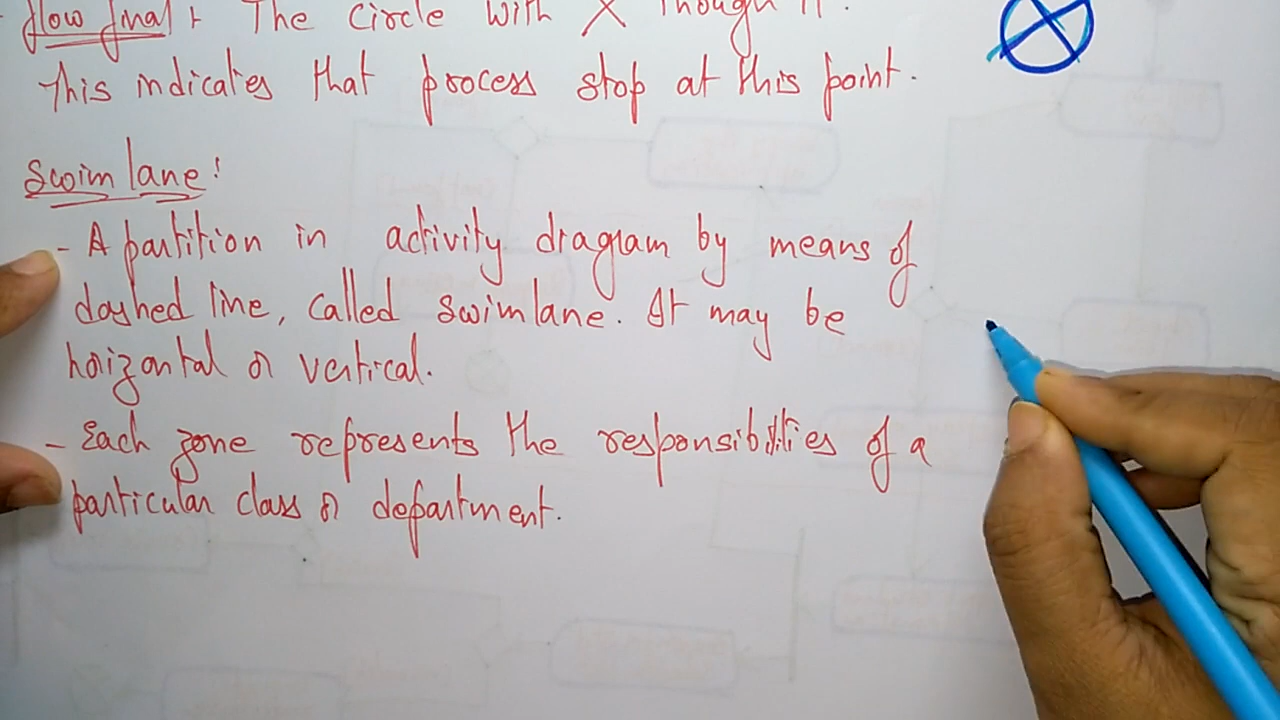 flow final : The Circle with X through it.
This indicates that process stop at this point.
Swimlane :
- A partition in activity diagram by means of
dashed line, called swimlane. It may be
horizontal or vertical.
- Each zone represents the responsibilities of a
particular class or department.